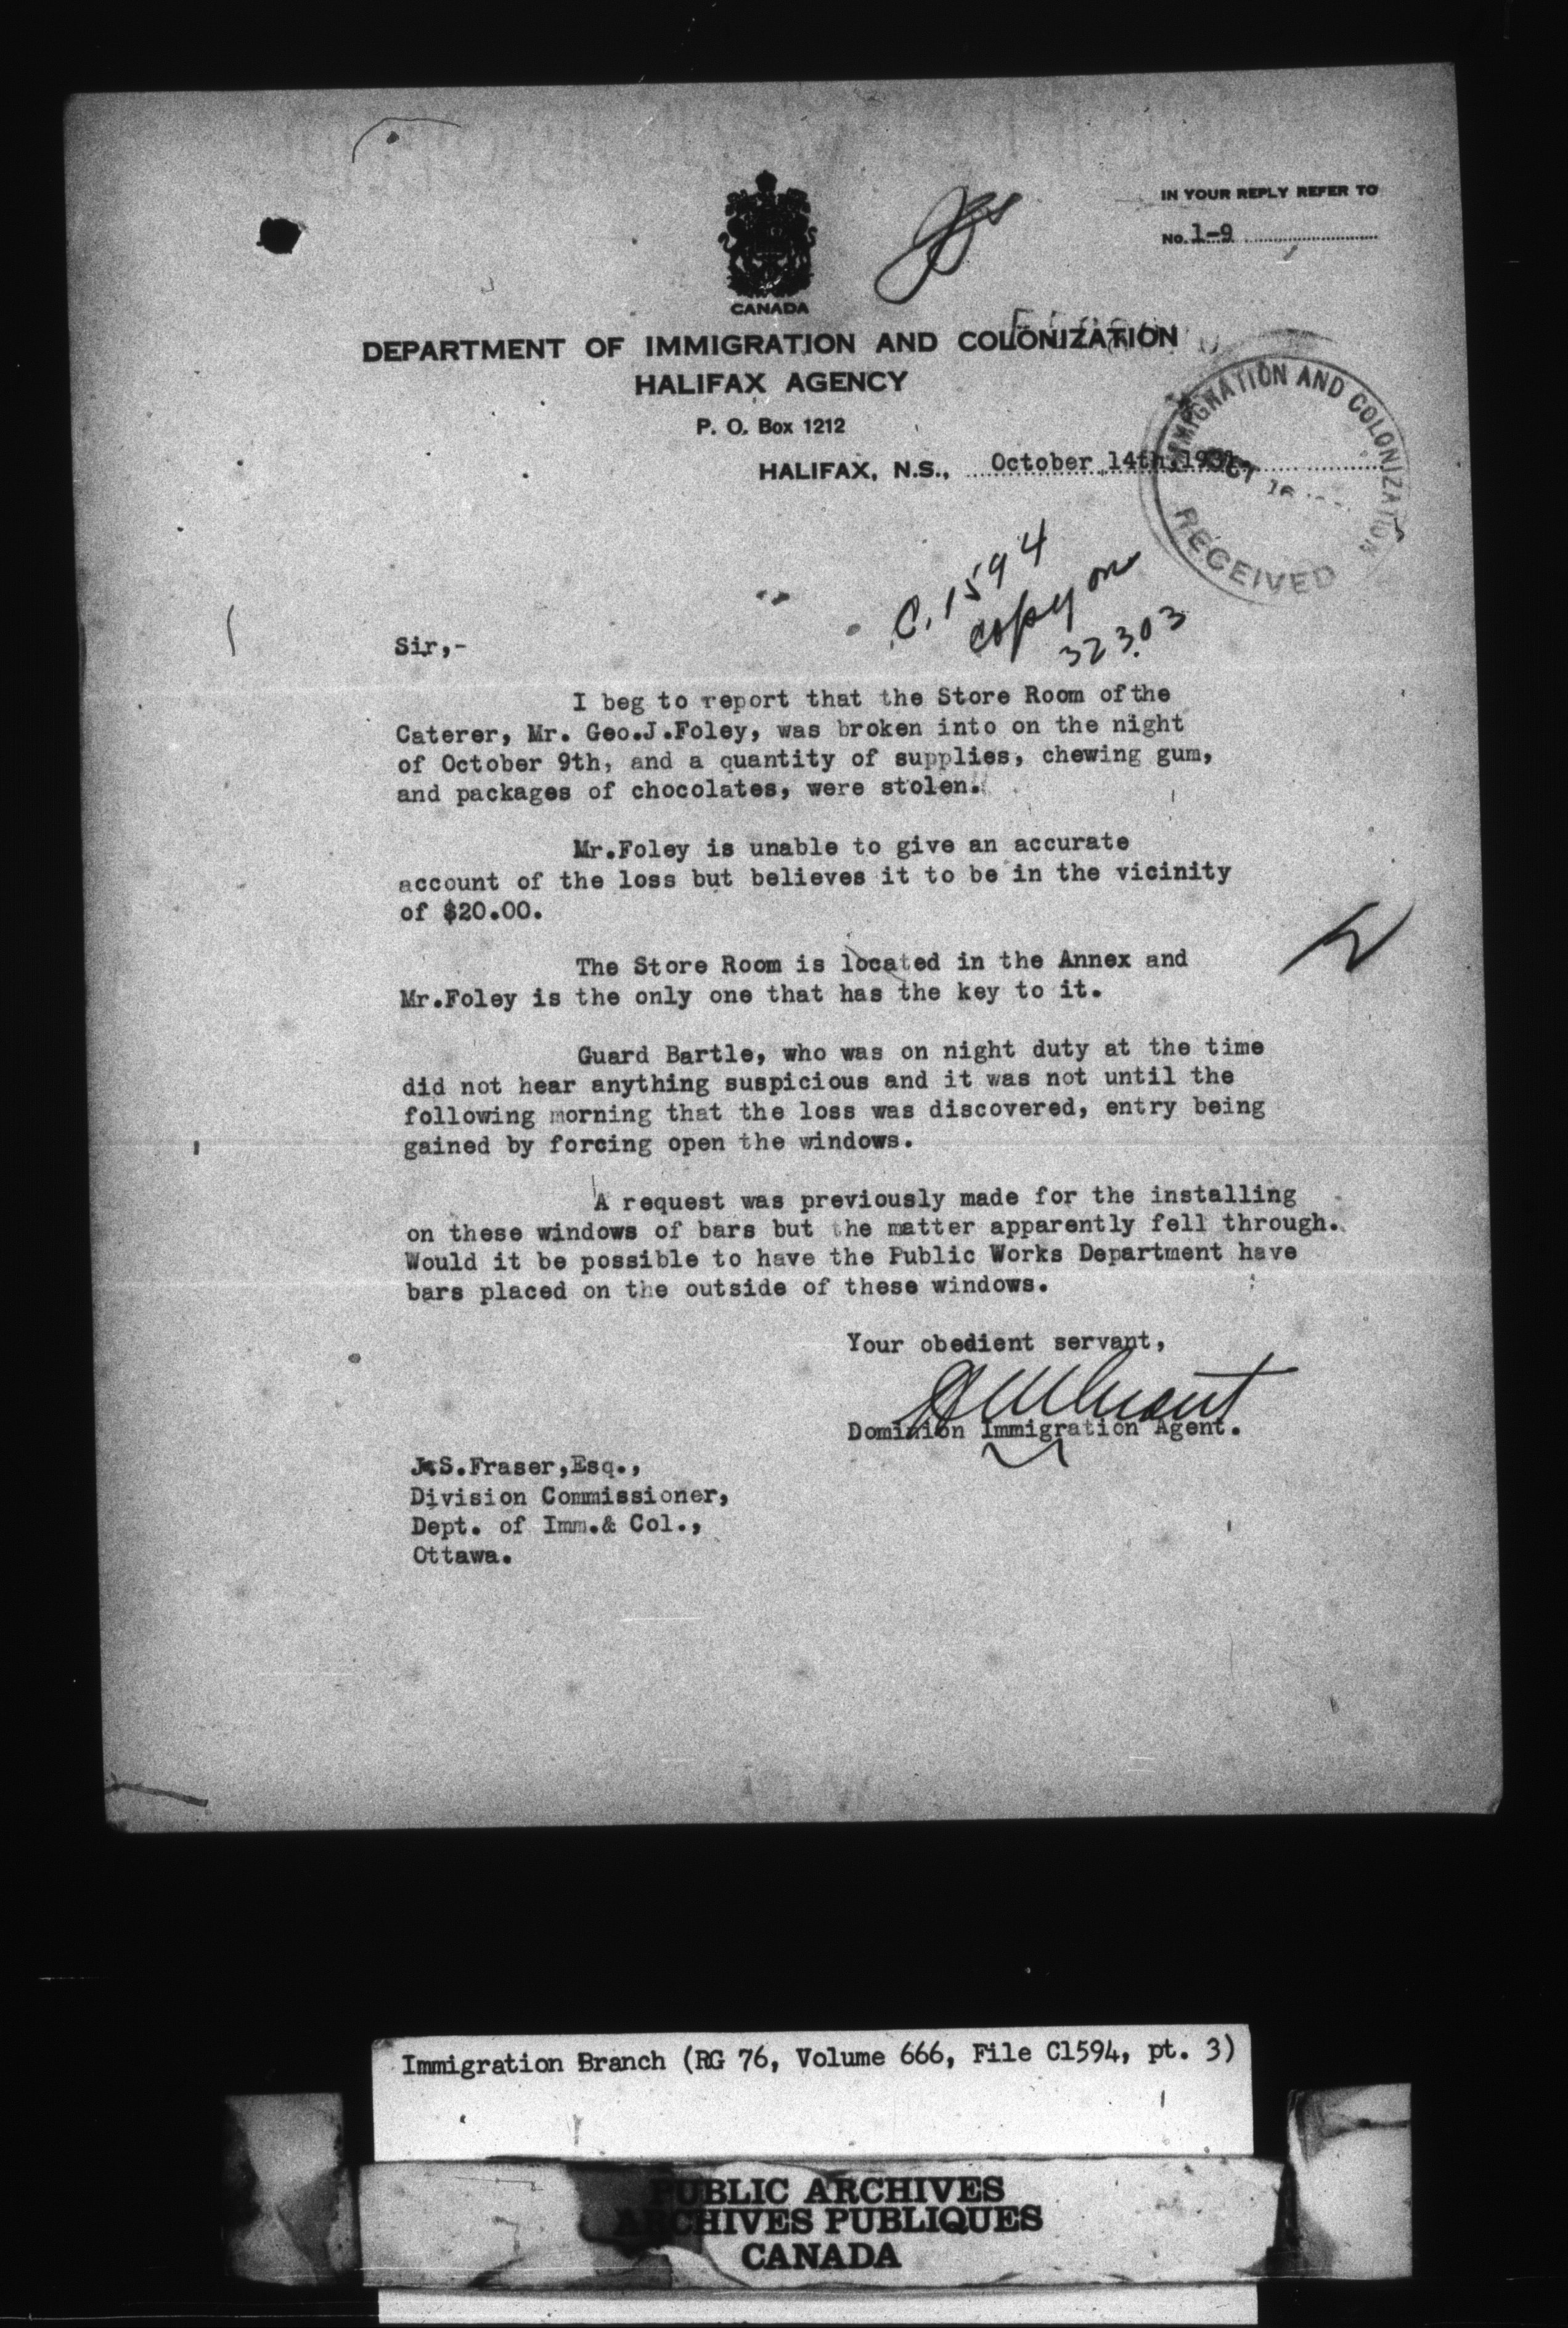 IN YOUR REPLY REFER TO
No. 1-9
CANADA
DEPARTMENT OF IMMIGRATION AND COLONIZATION
HALIFAX AGENCY
P. O. Box 1212
HALIFAX, N.S., October 14th,
IMMIGRATION AND COLONIZATION
OCT
RECEIVED
C.1594
copy on
32303
Sir,-
I beg to report that the Store Room ofthe
Caterer, Mr. Geo.J.Foley, was broken into on the night
of October 9th, and a quantity of supplies, chewing gum,
and packages of chocolates, were stolen.
Mr.Foley is unable to give an accurate
account of the loss but believes it to be in the vicinity
of $20.00.
The Store Room is located in the Annex and
Mr.Foley is the only one that has the key to it.
Guard Bartle, who was on night duty at the time
did not hear anything suspicious and it was not until the
following morning that the loss was discovered, entry being
gained by forcing open the windows.
A request was previously made for the installing
on these windows of bars but the matter apparently fell through.
Would it be possible to have the Public Works Department have
bars placed on the outside of these windows.
Your obedient servant,
Dominion Immigration Agent.
J.S.Fraser,Esq.,
Division Commissioner,
Dept. of Imm.& Col.,
Ottawa.
Immigration Branch (RG 76, Volume 666, File C1594, pt. 3)
PUBLIC ARCHIVES
ARCHIVES PUBLIQUES
CANADA